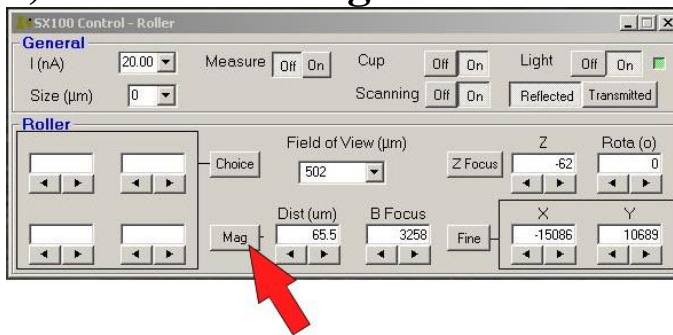 SX100 Control - Roller
General
I (nA) 20.00 Measure Off On Cup Off On Light Off On
Size (μm) 0 Scanning Off On Reflected Transmitted
Roller
Field of View (μm) Z Rota (o)
Choice 502 Z Focus -62 0
Dist (um) B Focus X Y
Mag 65.5 3258 Fine -15086 10689